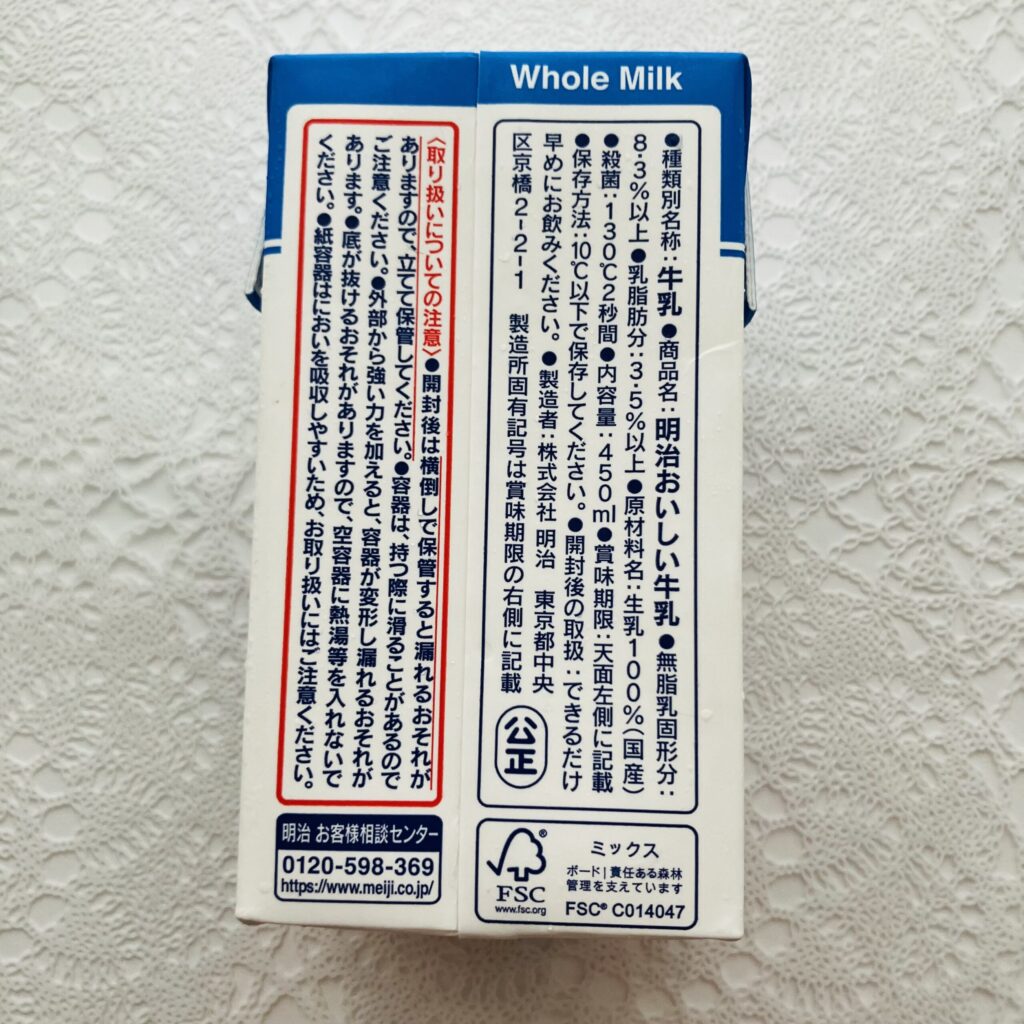 Whole Milk
●種類別名称:牛乳 ●商品名:明治おいしい牛乳 ●無脂乳固形分:
8.3%以上 ●乳脂肪分:3.5%以上 ●原材料名:生乳100%(国産)
●殺菌:130℃2秒間 ●内容量:450ml ●賞味期限:天面左側に記載
●保存方法:10℃以下で保存してください。●開封後の取扱:できるだけ
早めにお飲みください。 ●製造者:株式会社 明治 東京都中央
区京橋2-2-1 製造所固有記号は賞味期限の右側に記載
公正
〈取り扱いについての注意〉●開封後は横倒しで保管すると漏れるおそれが
ありますので、立てて保管してください。●容器は、持つ際に滑ることがあるので
ご注意ください。●外部から強い力を加えると、容器が変形し漏れるおそれが
あります。●底が抜けるおそれがありますので、空容器に熱湯等を入れないで
ください。●紙容器はにおいを吸収しやすいため、お取り扱いにはご注意ください。
明治 お客様相談センター
0120-598-369
https://www.meiji.co.jp/
®
FSC
www.fsc.org
ミックス
ボード|責任ある森林
管理を支えています
FSC® C014047